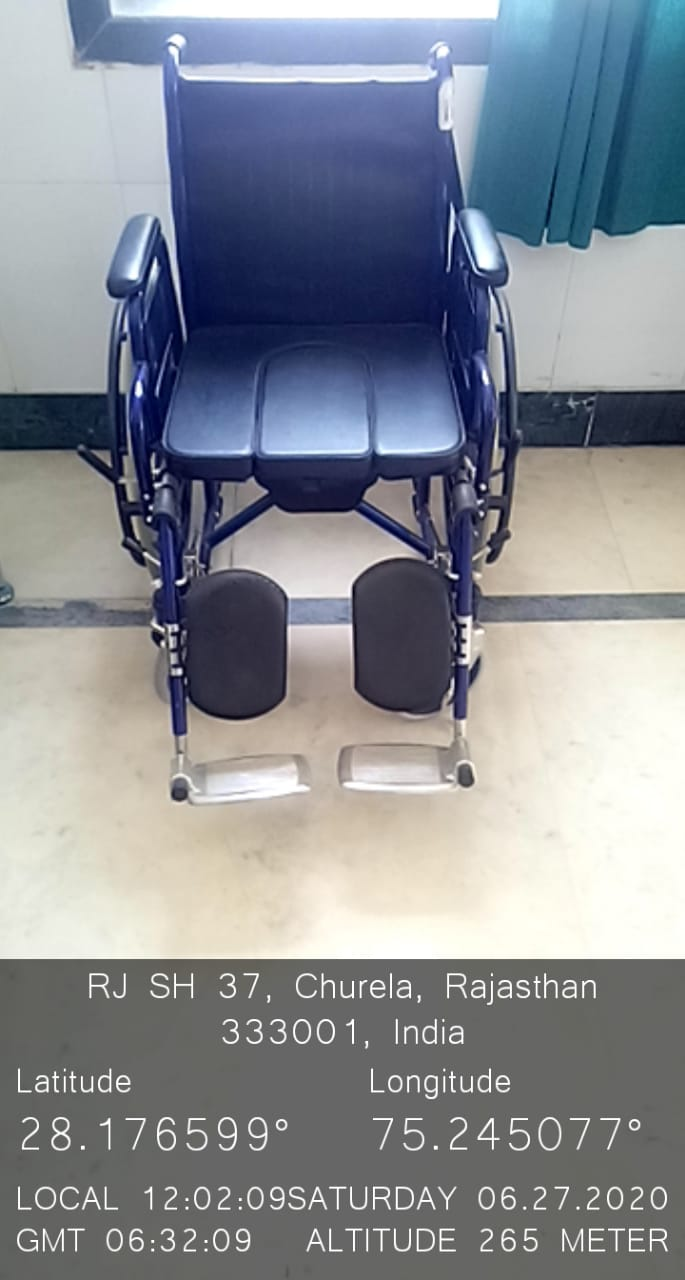 RJ SH 37, Churela, Rajasthan
333001, India
Latitude Longitude
28.176599° 75.245077°
LOCAL 12:02:09SATURDAY 06.27.2020
GMT 06:32:09 ALTITUDE 265 METER